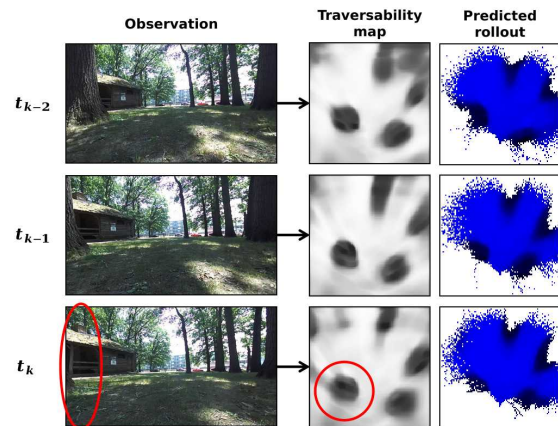 Observation
Traversability
map
Predicted
rollout
t_{k−2}
t_{k−1}
t_k